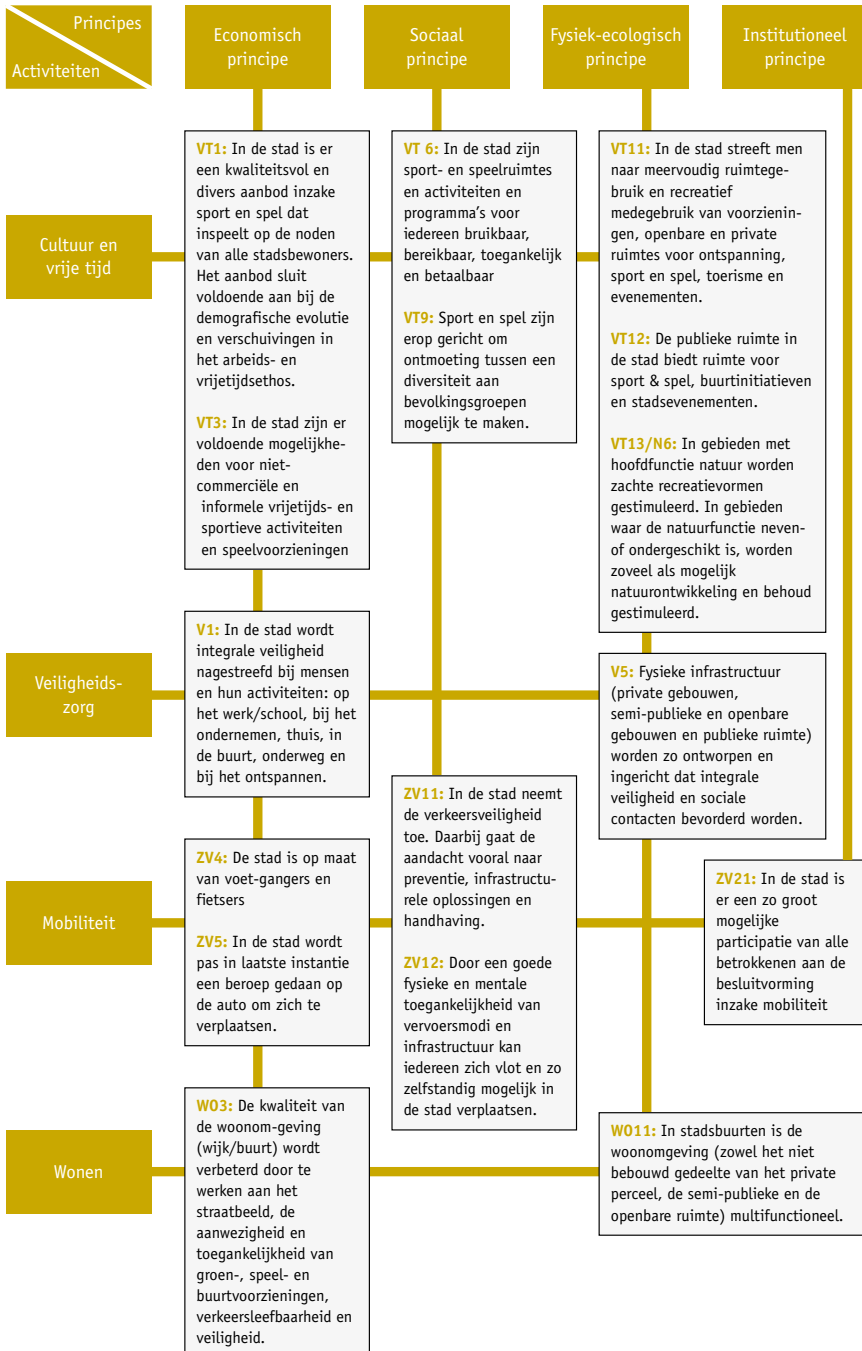 Principes
Activiteiten
Economisch
principe
Sociaal
principe
Fysiek-ecologisch
principe
Institutioneel
principe
Cultuur en
vrije tijd
VT1: In de stad is er
een kwaliteitsvol en
divers aanbod inzake
sport en spel dat
inspeelt op de noden
van alle stadsbewoners.
Het aanbod sluit
voldoende aan bij de
demografische evolutie
en verschuivingen in
het arbeids- en
vrijetijdsethos.
VT3: In de stad zijn er
voldoende mogelijkhe-
den voor niet-
commerciële en
informele vrijetijds- en
sportieve activiteiten
en speelvoorzieningen
VT 6: In de stad zijn
sport- en speelruimtes
en activiteiten en
programma's voor
iedereen bruikbaar,
bereikbaar, toegankelijk
en betaalbaar
VT9: Sport en spel zijn
erop gericht om
ontmoeting tussen een
diversiteit aan
bevolkingsgroepen
mogelijk te maken.
VT11: In de stad streeft men
naar meervoudig ruimtege-
bruik en recreatief
medegebruik van voorzienin-
gen, openbare en private
ruimtes voor ontspanning,
sport en spel, toerisme en
evenementen.
VT12: De publieke ruimte in
de stad biedt ruimte voor
sport & spel, buurtinitiatieven
en stadsevenementen.
VT13/N6: In gebieden met
hoofdfunctie natuur worden
zachte recreatievormen
gestimuleerd. In gebieden
waar de natuurfunctie neven-
of ondergeschikt is, worden
zoveel als mogelijk
natuurontwikkeling en behoud
gestimuleerd.
Veiligheids-
zorg
V1: In de stad wordt
integrale veiligheid
nagestreefd bij mensen
en hun activiteiten: op
het werk/school, bij het
ondernemen, thuis, in
de buurt, onderweg en
bij het ontspannen.
V5: Fysieke infrastructuur
(private gebouwen,
semi-publieke en openbare
gebouwen en publieke ruimte)
worden zo ontworpen en
ingericht dat integrale
veiligheid en sociale
contacten bevorderd worden.
Mobiliteit
ZV4: De stad is op maat
van voet-gangers en
fietsers
ZV5: In de stad wordt
pas in laatste instantie
een beroep gedaan op
de auto om zich te
verplaatsen.
ZV11: In de stad neemt
de verkeersveiligheid
toe. Daarbij gaat de
aandacht vooral naar
preventie, infrastructu-
rele oplossingen en
handhaving.
ZV12: Door een goede
fysieke en mentale
toegankelijkheid van
vervoersmodi en
infrastructuur kan
iedereen zich vlot en zo
zelfstandig mogelijk in
de stad verplaatsen.
ZV21: In de stad is
er een zo groot
mogelijke
participatie van alle
betrokkenen aan de
besluitvorming
inzake mobiliteit
Wonen
WO3: De kwaliteit van
de woonom-geving
(wijk/buurt) wordt
verbeterd door te
werken aan het
straatbeeld, de
aanwezigheid en
toegankelijkheid van
groen-, speel- en
buurtvoorzieningen,
verkeersleefbaarheid en
veiligheid.
WO11: In stadsbuurten is de
woonomgeving (zowel het niet
bebouwd gedeelte van het private
perceel, de semi-publieke en de
openbare ruimte) multifunctioneel.